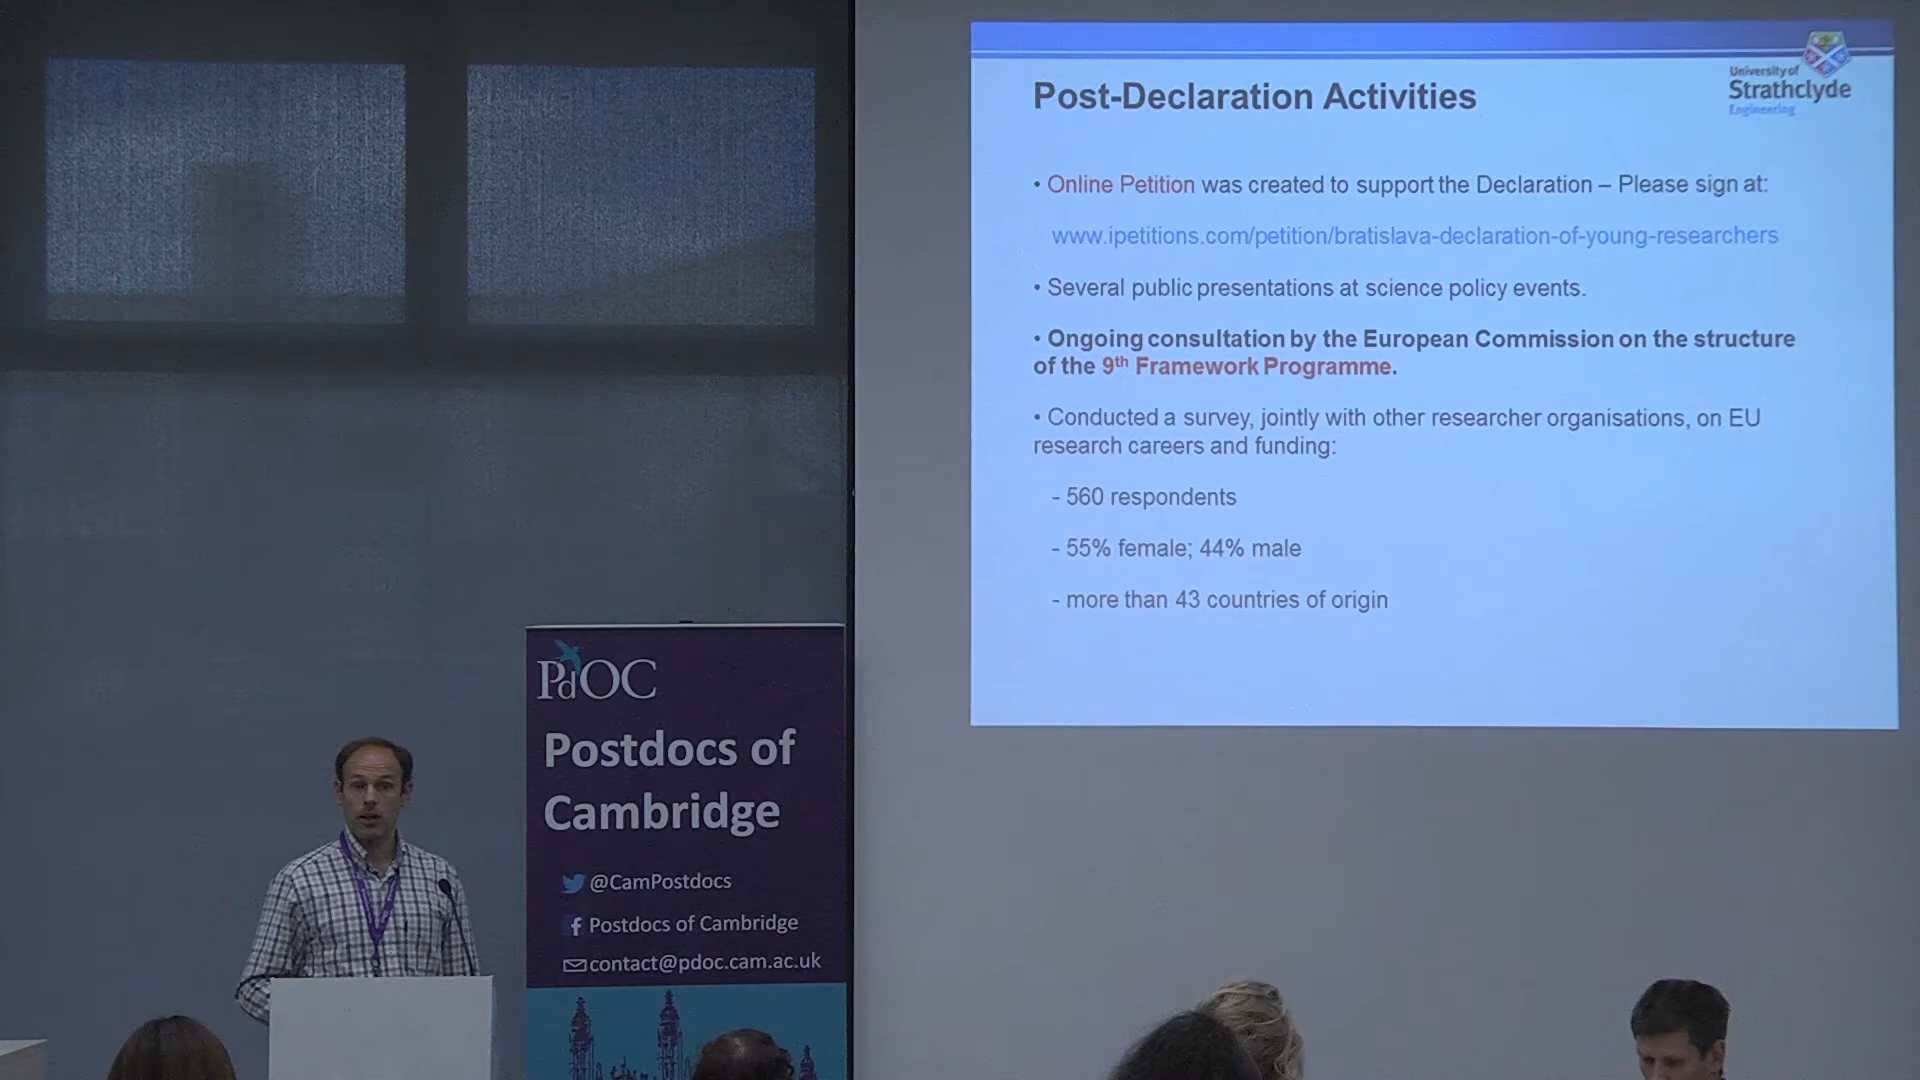 University of
Strathclyde
Engineering
Post-Declaration Activities
• Online Petition was created to support the Declaration – Please sign at:
www.ipetitions.com/petition/bratislava-declaration-of-young-researchers
• Several public presentations at science policy events.
• Ongoing consultation by the European Commission on the structure
of the 9th Framework Programme.
• Conducted a survey, jointly with other researcher organisations, on EU
research careers and funding:
- 560 respondents
- 55% female; 44% male
- more than 43 countries of origin
PdOC
Postdocs of
Cambridge
@CamPostdocs
Postdocs of Cambridge
contact@pdoc.cam.ac.uk